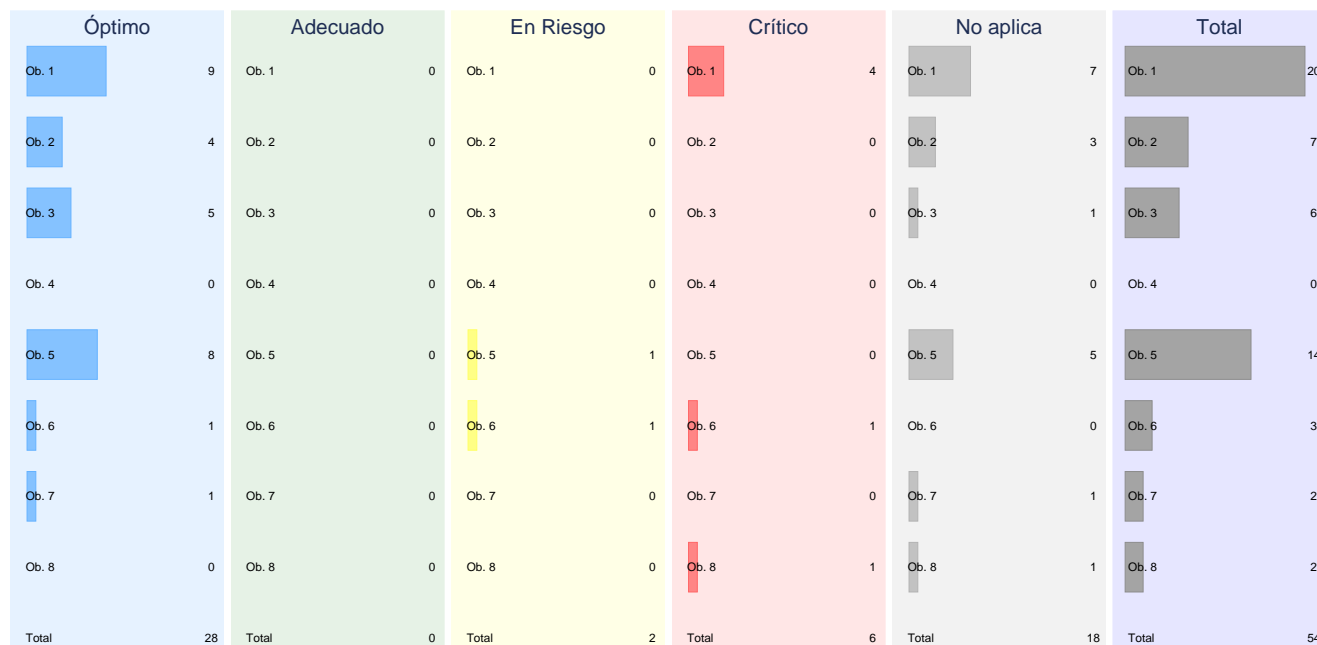 Óptimo Adecuado En Riesgo Crítico No aplica Total
Ob. 1 9 Ob. 1 0 Ob. 1 0 Ob. 1 4 Ob. 1 7 Ob. 1 20
Ob. 2 4 Ob. 2 0 Ob. 2 0 Ob. 2 0 Ob. 2 3 Ob. 2 7
Ob. 3 5 Ob. 3 0 Ob. 3 0 Ob. 3 0 Ob. 3 1 Ob. 3 6
Ob. 4 0 Ob. 4 0 Ob. 4 0 Ob. 4 0 Ob. 4 0 Ob. 4 0
Ob. 5 8 Ob. 5 0 Ob. 5 1 Ob. 5 0 Ob. 5 5 Ob. 5 14
Ob. 6 1 Ob. 6 0 Ob. 6 1 Ob. 6 1 Ob. 6 0 Ob. 6 3
Ob. 7 1 Ob. 7 0 Ob. 7 0 Ob. 7 0 Ob. 7 1 Ob. 7 2
Ob. 8 0 Ob. 8 0 Ob. 8 0 Ob. 8 1 Ob. 8 1 Ob. 8 2
Total 28 Total 0 Total 2 Total 6 Total 18 Total 54